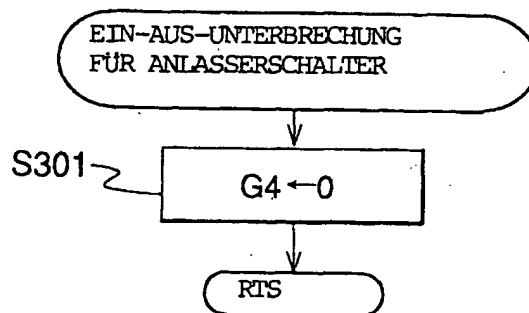 EIN-AUS-UNTERBRECHUNG
FÜR ANLASSERSCHALTER
S301
G4←0
RTS